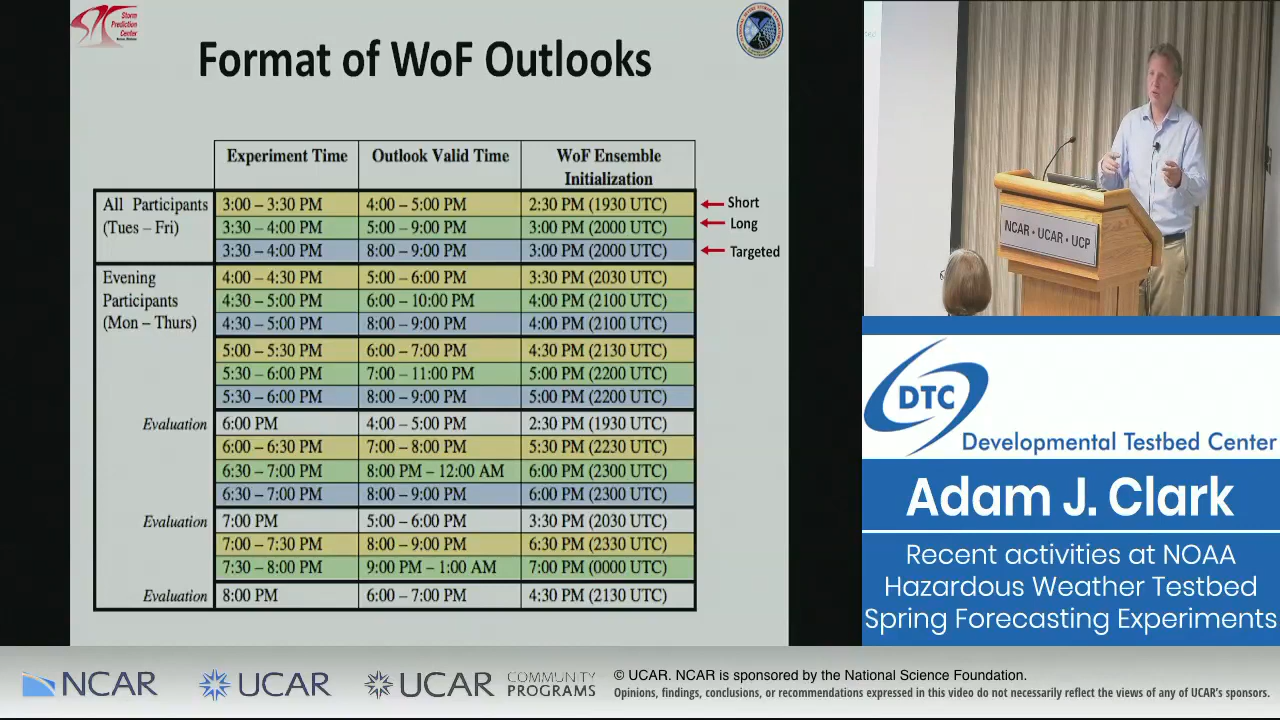 Storm
Prediction
Center
Format of WoF Outlooks
Experiment Time Outlook Valid Time WoF Ensemble
Initialization
All Participants 3:00 – 3:30 PM 4:00 – 5:00 PM 2:30 PM (1930 UTC) Short
(Tues – Fri) 3:30 – 4:00 PM 5:00 – 9:00 PM 3:00 PM (2000 UTC) Long
3:30 – 4:00 PM 8:00 – 9:00 PM 3:00 PM (2000 UTC) Targeted
Evening 4:00 – 4:30 PM 5:00 – 6:00 PM 3:30 PM (2030 UTC)
Participants 4:30 – 5:00 PM 6:00 – 10:00 PM 4:00 PM (2100 UTC)
(Mon – Thurs) 4:30 – 5:00 PM 8:00 – 9:00 PM 4:00 PM (2100 UTC)
5:00 – 5:30 PM 6:00 – 7:00 PM 4:30 PM (2130 UTC)
5:30 – 6:00 PM 7:00 – 11:00 PM 5:00 PM (2200 UTC)
5:30 – 6:00 PM 8:00 – 9:00 PM 5:00 PM (2200 UTC)
Evaluation 6:00 PM 4:00 – 5:00 PM 2:30 PM (1930 UTC)
6:00 – 6:30 PM 7:00 – 8:00 PM 5:30 PM (2230 UTC)
6:30 – 7:00 PM 8:00 PM – 12:00 AM 6:00 PM (2300 UTC)
6:30 – 7:00 PM 8:00 – 9:00 PM 6:00 PM (2300 UTC)
Evaluation 7:00 PM 5:00 – 6:00 PM 3:30 PM (2030 UTC)
7:00 – 7:30 PM 8:00 – 9:00 PM 6:30 PM (2330 UTC)
7:30 – 8:00 PM 9:00 PM – 1:00 AM 7:00 PM (0000 UTC)
Evaluation 8:00 PM 6:00 – 7:00 PM 4:30 PM (2130 UTC)
NCAR • UCAR • UCP
DTC
Developmental Testbed Center
Adam J. Clark
Recent activities at NOAA
Hazardous Weather Testbed
Spring Forecasting Experiments
NCAR
UCAR
UCAR COMMUNITY
PROGRAMS
© UCAR. NCAR is sponsored by the National Science Foundation.
Opinions, findings, conclusions, or recommendations expressed in this video do not necessarily reflect the views of any of UCAR's sponsors.